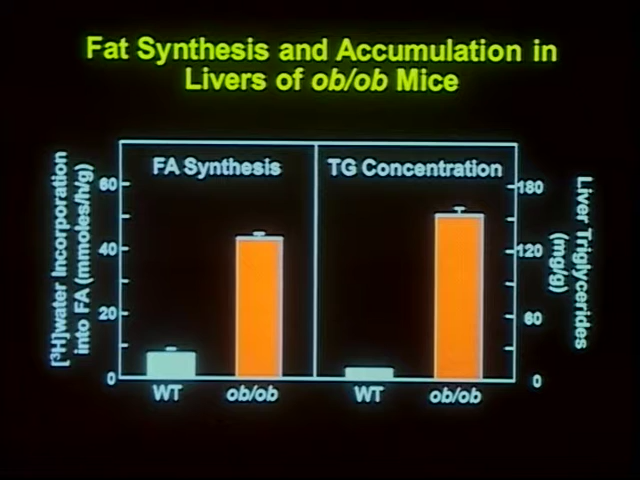 Fat Synthesis and Accumulation in
Livers of ob/ob Mice
[³H]water Incorporation
into FA (mmoles/h/g)
FA Synthesis
TG Concentration
60
40
20
0
180
120
60
0
Liver Triglycerides
(mg/g)
WT
ob/ob
WT
ob/ob